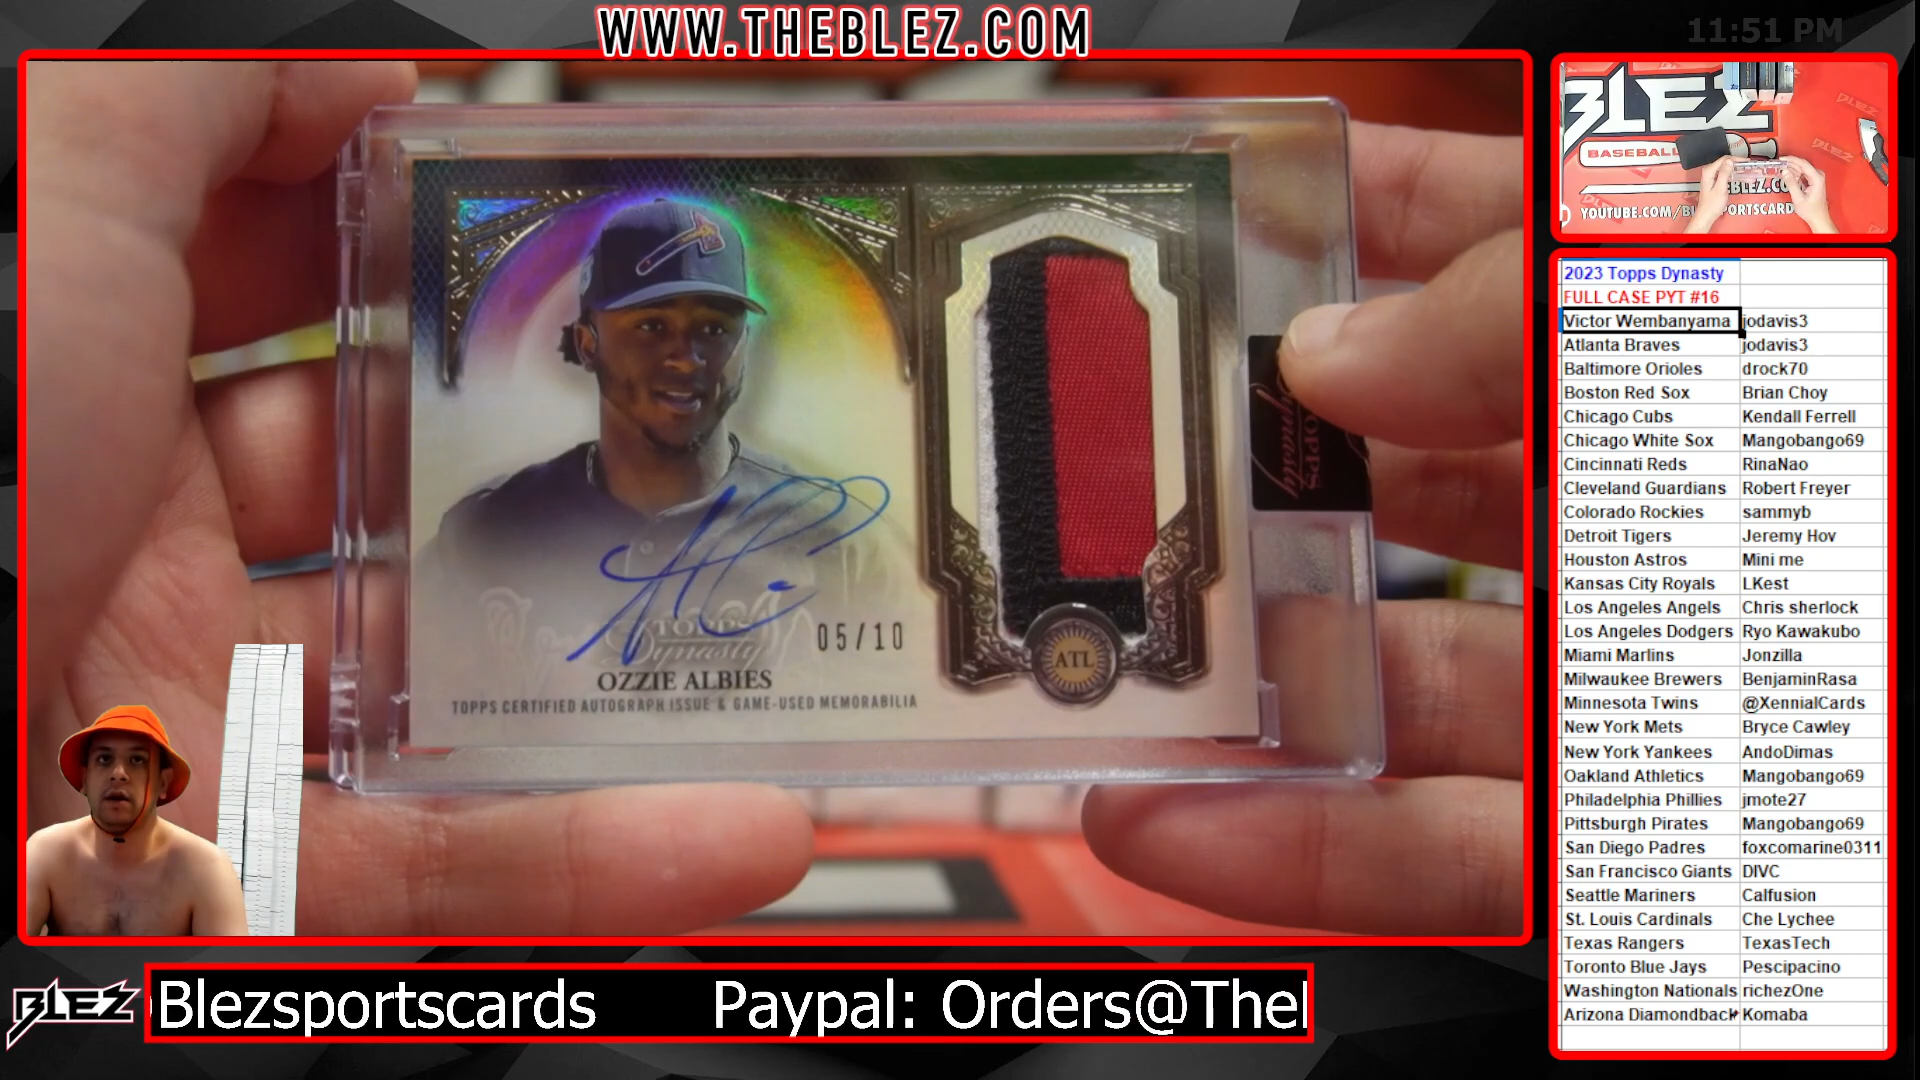 WWW.THEBLEZ.COM
11:51 PM
BLEZ
BASEBALL
YOUTUBE.COM/BL
PORTSCARD
2023 Topps Dynasty
FULL CASE PYT #16
Victor Wembanyama jodavis3
Atlanta Braves jodavis3
Baltimore Orioles drock70
Boston Red Sox Brian Choy
Chicago Cubs Kendall Ferrell
Chicago White Sox Mangobango69
Cincinnati Reds RinaNao
Cleveland Guardians Robert Freyer
Colorado Rockies sammyb
Detroit Tigers Jeremy Hov
Houston Astros Mini me
Kansas City Royals LKest
Los Angeles Angels Chris sherlock
Los Angeles Dodgers Ryo Kawakubo
Miami Marlins Jonzilla
Milwaukee Brewers BenjaminRasa
Minnesota Twins @XennialCards
New York Mets Bryce Cawley
New York Yankees AndoDimas
Oakland Athletics Mangobango69
Philadelphia Phillies jmote27
Pittsburgh Pirates Mangobango69
San Diego Padres foxcomarine0311
San Francisco Giants DIVC
Seattle Mariners Calfusion
St. Louis Cardinals Che Lychee
Texas Rangers TexasTech
Toronto Blue Jays Pescipacino
Washington Nationals richezOne
Arizona Diamondback Komaba
05/10
TOPPS
Dynasty
OZZIE ALBIES
TOPPS CERTIFIED AUTOGRAPH ISSUE & GAME-USED MEMORABILIA
ATL
TOPPS
Dynasty
BLEZ
Blezsportscards Paypal: Orders@The